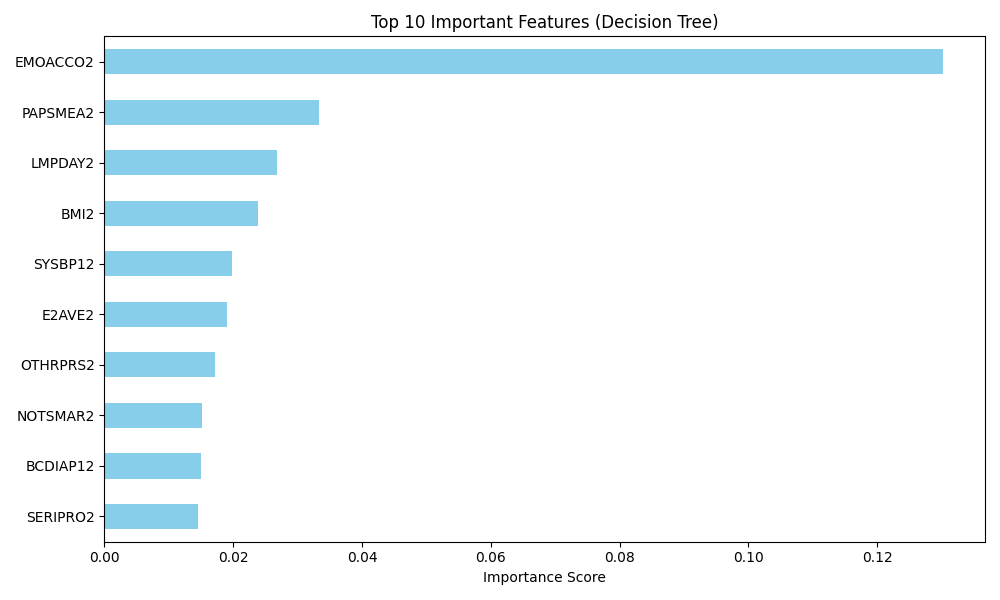 Top 10 Important Features (Decision Tree)
EMOACCO2
PAPSMEA2
LMPDAY2
BMI2
SYSBP12
E2AVE2
OTHRPRS2
NOTSMAR2
BCDIAP12
SERIPRO2
0.00 0.02 0.04 0.06 0.08 0.10 0.12
Importance Score